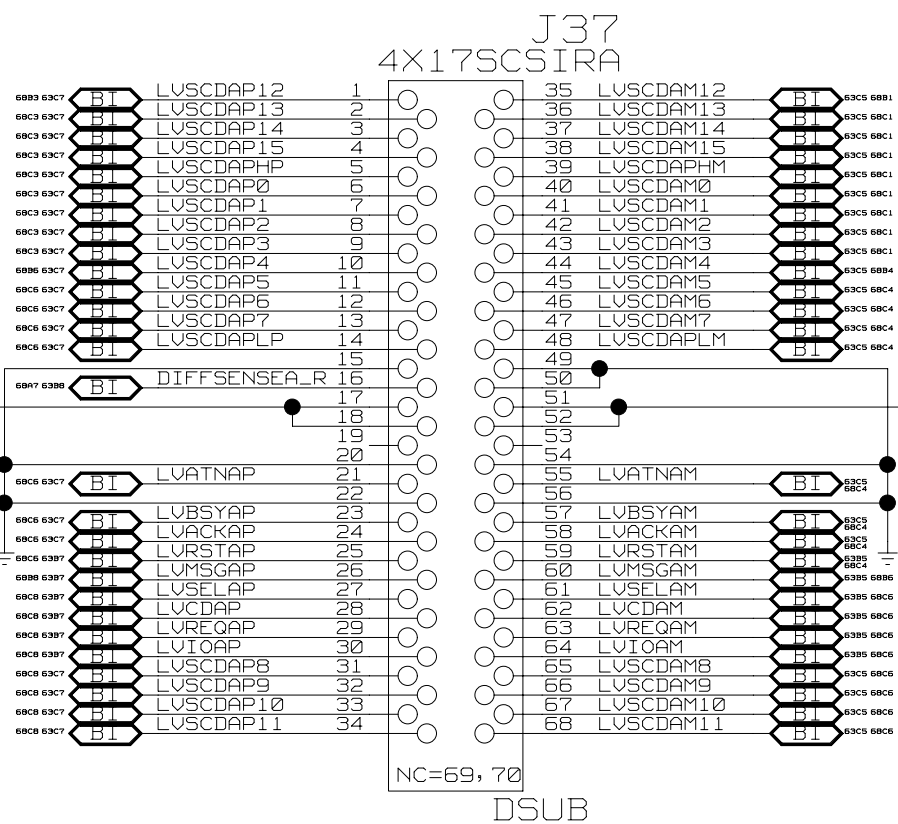 J37
4X17SCSIRA
68B3 63C7 BI LVSCDAP12 1 35 LVSCDAM12 BI 63C5 68B1
68C3 63C7 BI LVSCDAP13 2 36 LVSCDAM13 BI 63C5 68C1
68C3 63C7 BI LVSCDAP14 3 37 LVSCDAM14 BI 63C5 68C1
68C3 63C7 BI LVSCDAP15 4 38 LVSCDAM15 BI 63C5 68C1
68C3 63C7 BI LVSCDAPHP 5 39 LVSCDAPHM BI 63C5 68C1
68C3 63C7 BI LVSCDAP0 6 40 LVSCDAM0 BI 63C5 68C1
68C3 63C7 BI LVSCDAP1 7 41 LVSCDAM1 BI 63C5 68C1
68C3 63C7 BI LVSCDAP2 8 42 LVSCDAM2 BI 63C5 68C1
68C3 63C7 BI LVSCDAP3 9 43 LVSCDAM3 BI 63C5 68C1
68B6 63C7 BI LVSCDAP4 10 44 LVSCDAM4 BI 63C5 68B4
68C6 63C7 BI LVSCDAP5 11 45 LVSCDAM5 BI 63C5 68C4
68C6 63C7 BI LVSCDAP6 12 46 LVSCDAM6 BI 63C5 68C4
68C6 63C7 BI LVSCDAP7 13 47 LVSCDAM7 BI 63C5 68C4
68C6 63C7 BI LVSCDAPLP 14 48 LVSCDAPLM BI 63C5 68C4
15 49
68A7 63B8 BI DIFFSENSEA_R 16 50
17 51
18 52
19 53
20 54
68C6 63C7 BI LVATNAP 21 55 LVATNAM BI 63C5 68C4
22 56
68C6 63C7 BI LVBSYAP 23 57 LVBSYAM BI 63C5 68C4
68C6 63C7 BI LVACKAP 24 58 LVACKAM BI 63C5 68C4
68C6 63B7 BI LVRSTAP 25 59 LVRSTAM BI 63B5 68C4
68B8 63B7 BI LVMSGAP 26 60 LVMSGAM BI 63B5 68B6
68C8 63B7 BI LVSELAP 27 61 LVSELAM BI 63B5 68C6
68C8 63B7 BI LVCDAP 28 62 LVCDAM BI 63B5 68C6
68C8 63B7 BI LVREQAP 29 63 LVREQAM BI 63B5 68C6
68C8 63B7 BI LVIOAP 30 64 LVIOAM BI 63B5 68C6
68C8 63C7 BI LVSCDAP8 31 65 LVSCDAM8 BI 63C5 68C6
68C8 63C7 BI LVSCDAP9 32 66 LVSCDAM9 BI 63C5 68C6
68C8 63C7 BI LVSCDAP10 33 67 LVSCDAM10 BI 63C5 68C6
68C8 63C7 BI LVSCDAP11 34 68 LVSCDAM11 BI 63C5 68C6
NC=69,70
DSUB